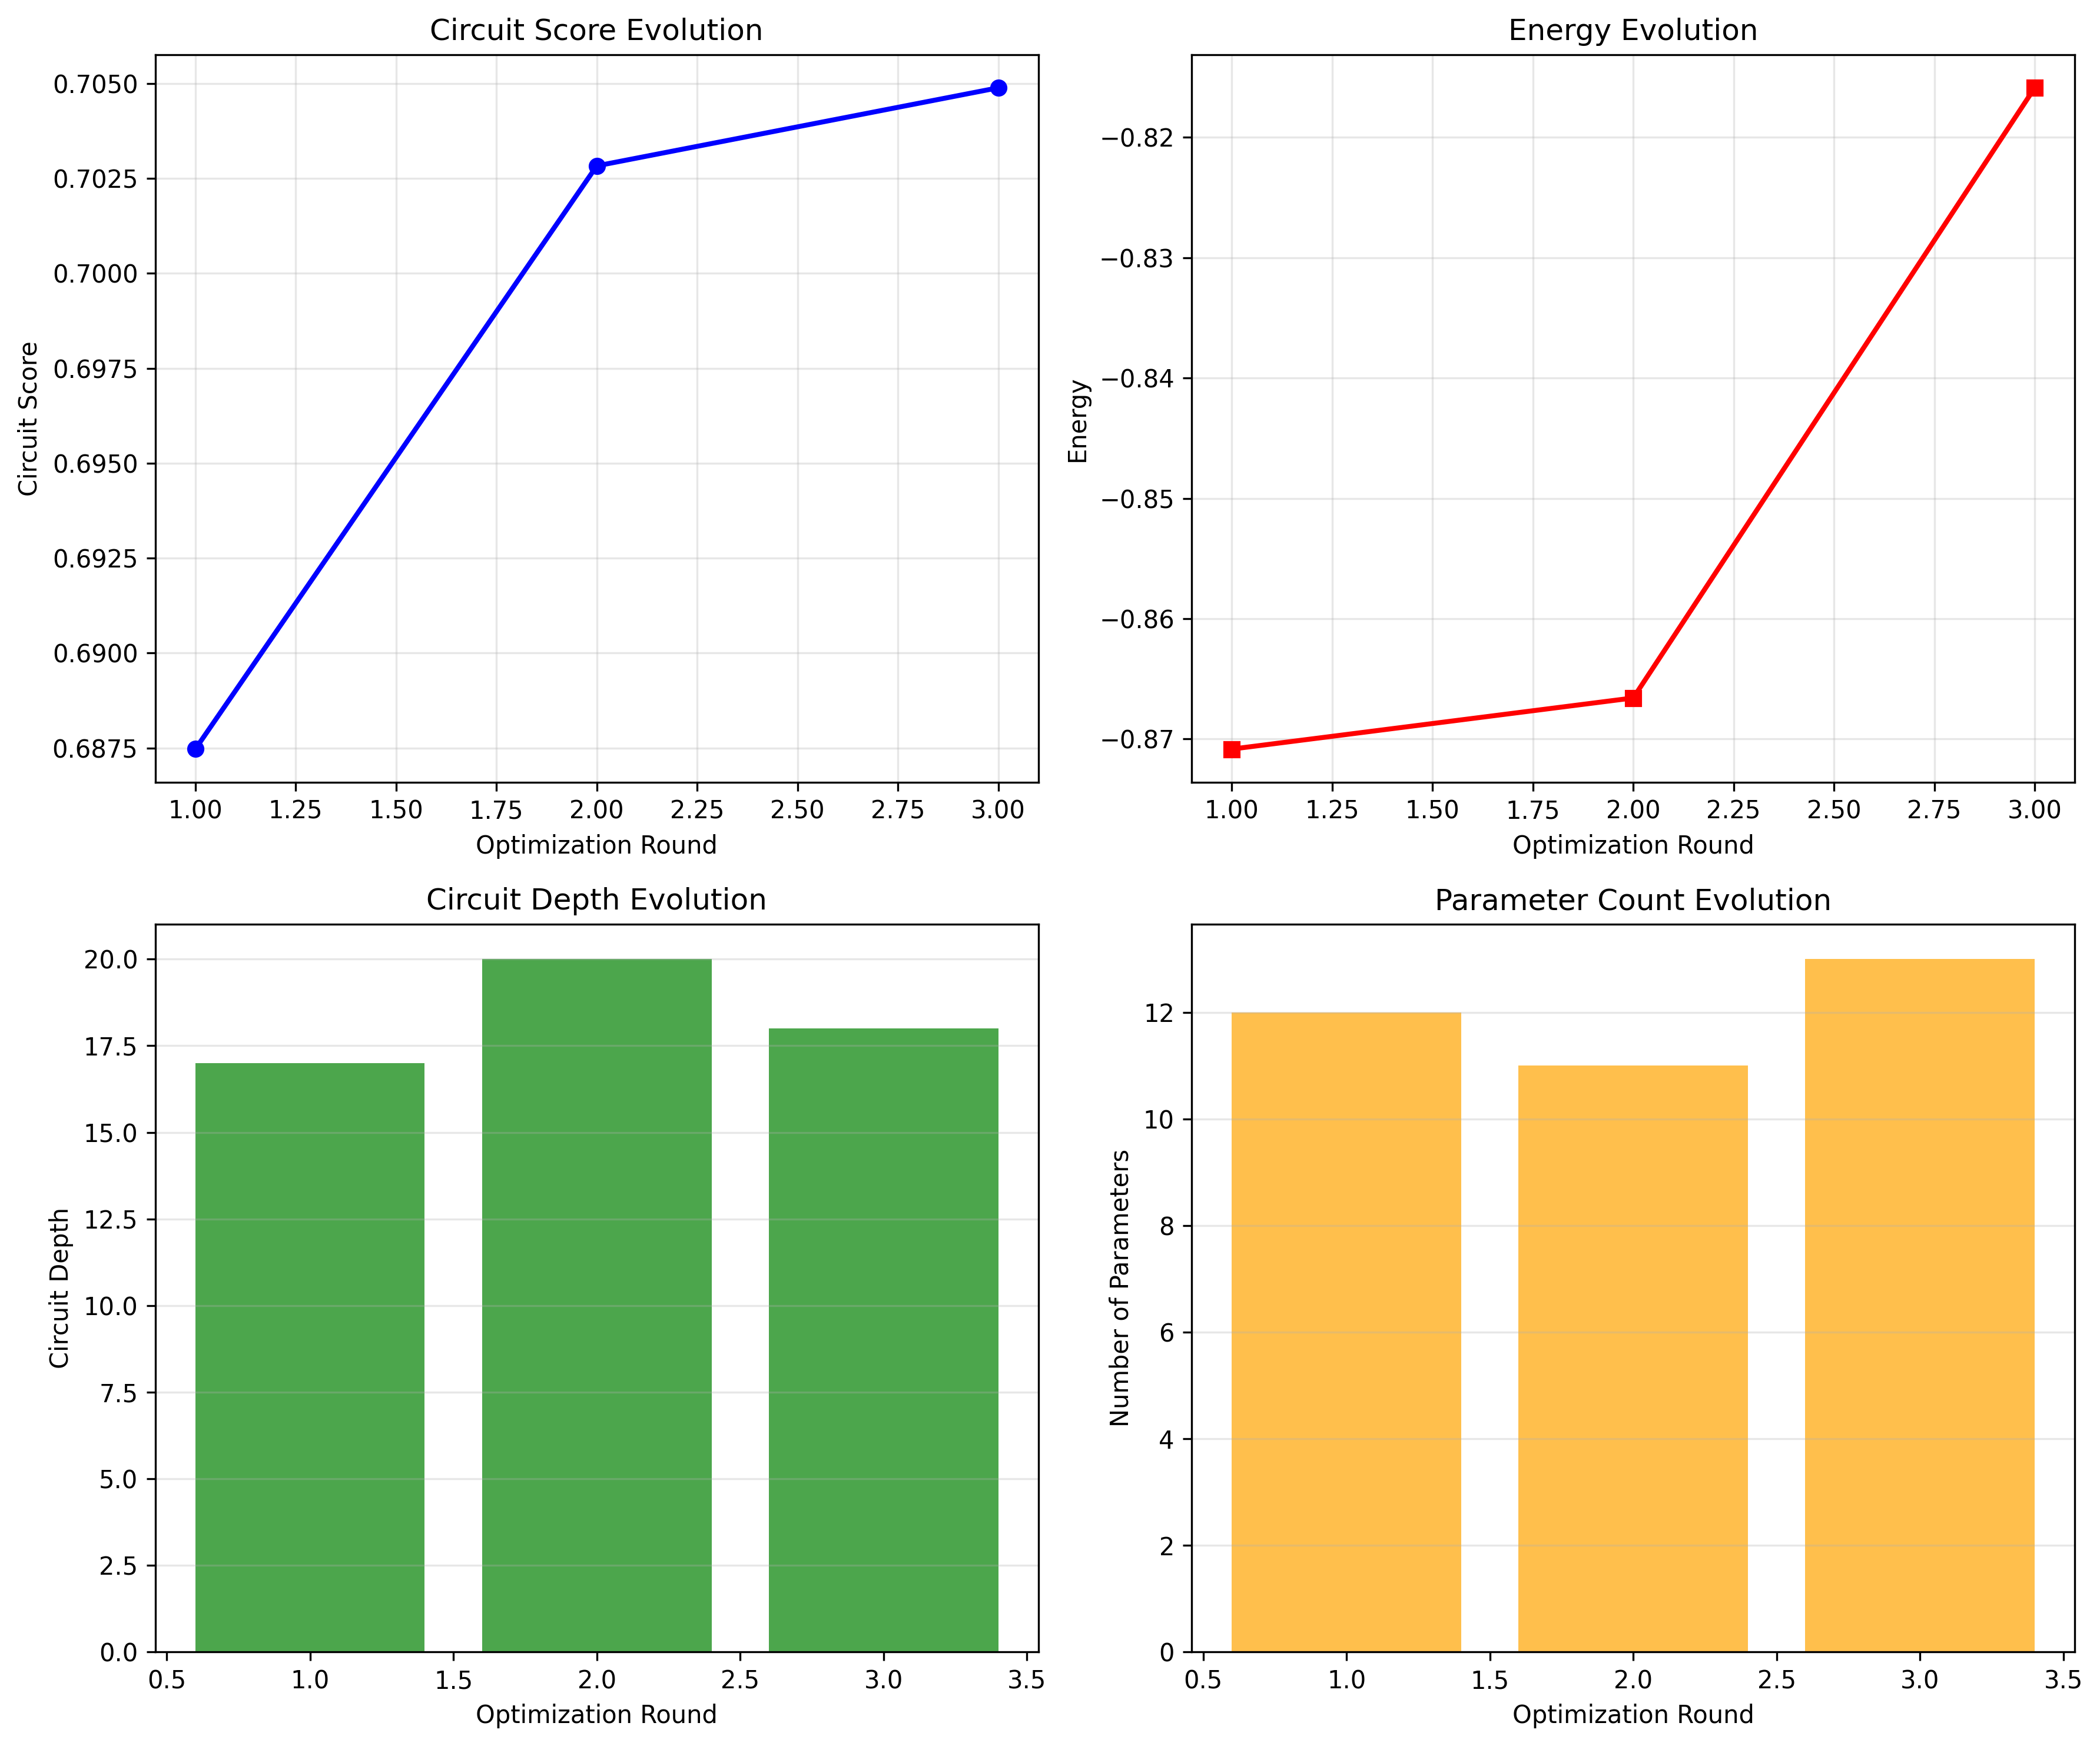 Circuit Score Evolution
Circuit Score
0.7050
0.7025
0.7000
0.6975
0.6950
0.6925
0.6900
0.6875
1.00 1.25 1.50 1.75 2.00 2.25 2.50 2.75 3.00
Optimization Round
Energy Evolution
Energy
−0.82
−0.83
−0.84
−0.85
−0.86
−0.87
1.00 1.25 1.50 1.75 2.00 2.25 2.50 2.75 3.00
Optimization Round
Circuit Depth Evolution
Circuit Depth
20.0
17.5
15.0
12.5
10.0
7.5
5.0
2.5
0.0
0.5 1.0 1.5 2.0 2.5 3.0 3.5
Optimization Round
Parameter Count Evolution
Number of Parameters
12
10
8
6
4
2
0
0.5 1.0 1.5 2.0 2.5 3.0 3.5
Optimization Round